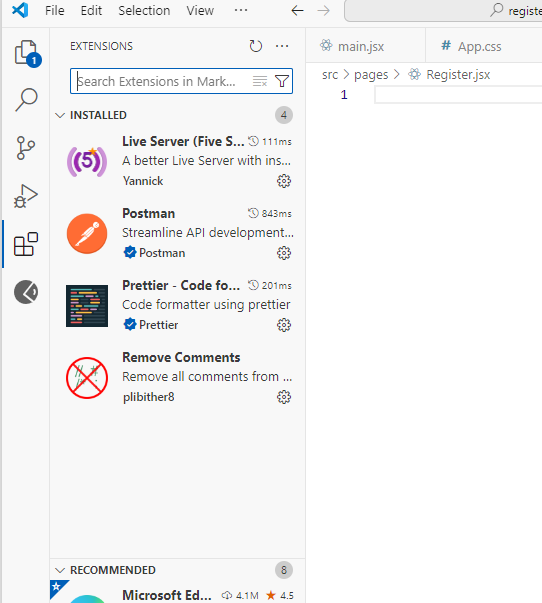 File Edit Selection View ··· registe
EXTENSIONS ···
main.jsx # App.css
1
Search Extensions in Mark...
src > pages > Register.jsx
1
INSTALLED 4
5
Live Server (Five S... 111ms
A better Live Server with ins...
Yannick
Postman 843ms
Streamline API development...
Postman
Prettier - Code fo... 201ms
Code formatter using prettier
Prettier
Remove Comments
Remove all comments from ...
plibither8
RECOMMENDED 8
Microsoft Ed... 4.1M ★ 4.5